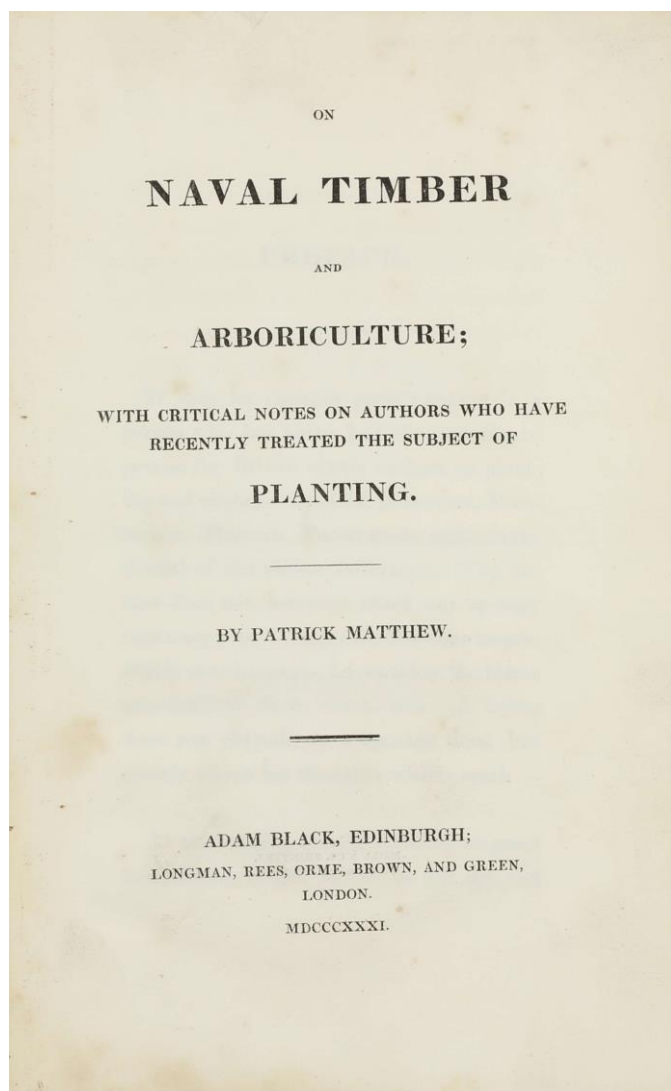 ON
NAVAL TIMBER
AND
ARBORICULTURE;
WITH CRITICAL NOTES ON AUTHORS WHO HAVE
RECENTLY TREATED THE SUBJECT OF
PLANTING.
BY PATRICK MATTHEW.
ADAM BLACK, EDINBURGH;
LONGMAN, REES, ORME, BROWN, AND GREEN,
LONDON.
MDCCCXXXI.